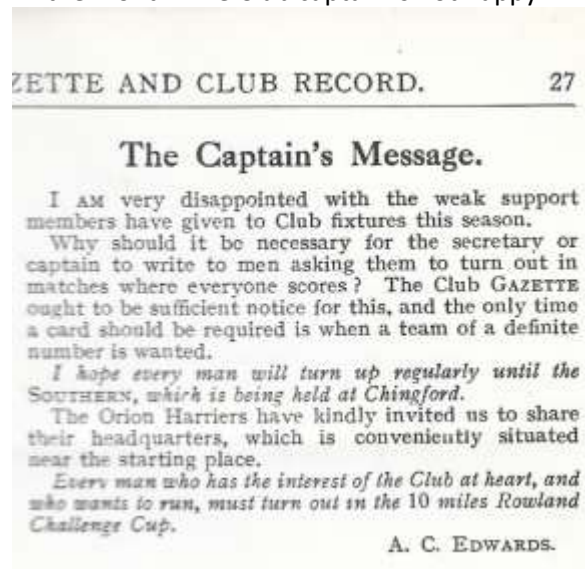 ZETTE AND CLUB RECORD. 27
The Captain's Message.
I AM very disappointed with the weak support
members have given to Club fixtures this season.
Why should it be necessary for the secretary or
captain to write to men asking them to turn out in
matches where everyone scores? The Club GAZETTE
ought to be sufficient notice for this, and the only time
a card should be required is when a team of a definite
number is wanted.
I hope every man will turn up regularly until the
SOUTHERN, which is being held at Chingford.
The Orion Harriers have kindly invited us to share
their headquarters, which is conveniently situated
near the starting place.
Every man who has the interest of the Club at heart, and
who wants to run, must turn out in the 10 miles Rowland
Challenge Cup.
A. C. EDWARDS.